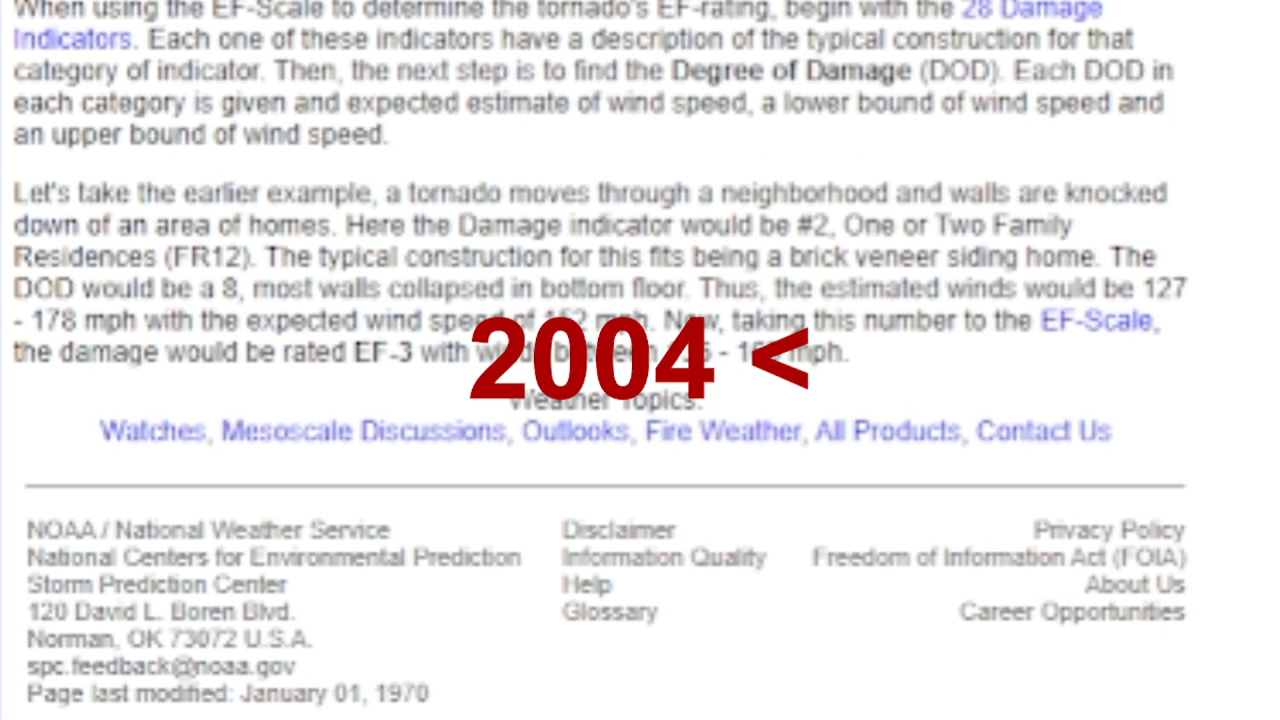 When using the EF-Scale to determine the tornado's EF-rating, begin with the 28 Damage
Indicators. Each one of these indicators have a description of the typical construction for that
category of indicator. Then, the next step is to find the Degree of Damage (DOD). Each DOD in
each category is given and expected estimate of wind speed, a lower bound of wind speed and
an upper bound of wind speed.
Let's take the earlier example, a tornado moves through a neighborhood and walls are knocked
down of an area of homes. Here the Damage indicator would be #2, One or Two Family
Residences (FR12). The typical construction for this fits being a brick veneer siding home. The
DOD would be a 8, most walls collapsed in bottom floor. Thus, the estimated winds would be 127
- 178 mph with the expected wind speed of 152 mph. Now, taking this number to the EF-Scale,
the damage would be rated EF-3 with winds between - mph.
2004 <
Weather Topics:
Watches, Mesoscale Discussions, Outlooks, Fire Weather, All Products, Contact Us
NOAA / National Weather Service
National Centers for Environmental Prediction
Storm Prediction Center
120 David L. Boren Blvd.
Norman, OK 73072 U.S.A.
spc.feedback@noaa.gov
Page last modified: January 01, 1970
Disclaimer
Information Quality
Help
Glossary
Privacy Policy
Freedom of Information Act (FOIA)
About Us
Career Opportunities